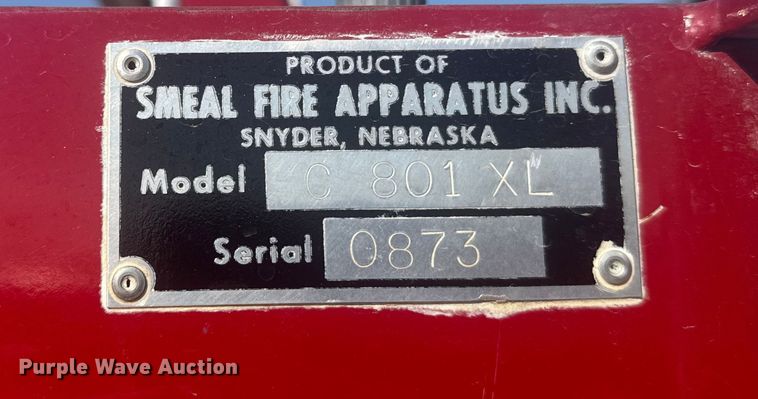 PRODUCT OF
SMEAL FIRE APPARATUS INC.
SNYDER, NEBRASKA
Model C 801 XL
Serial 0873
Purple Wave Auction